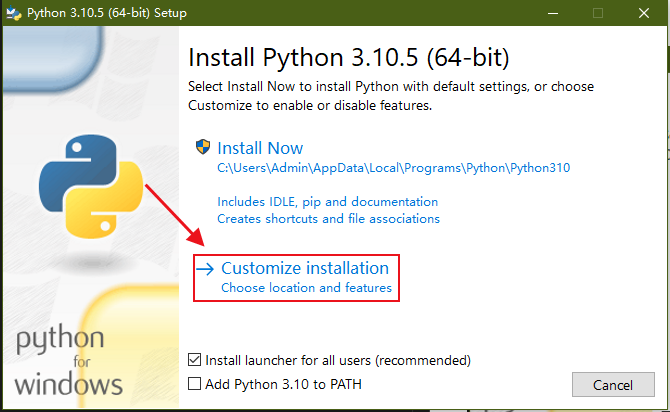 Python 3.10.5 (64-bit) Setup
Install Python 3.10.5 (64-bit)
Select Install Now to install Python with default settings, or choose
Customize to enable or disable features.
Install Now
C:\Users\Admin\AppData\Local\Programs\Python\Python310
Includes IDLE, pip and documentation
Creates shortcuts and file associations
Customize installation
Choose location and features
python
for
windows
Install launcher for all users (recommended)
Add Python 3.10 to PATH
Cancel